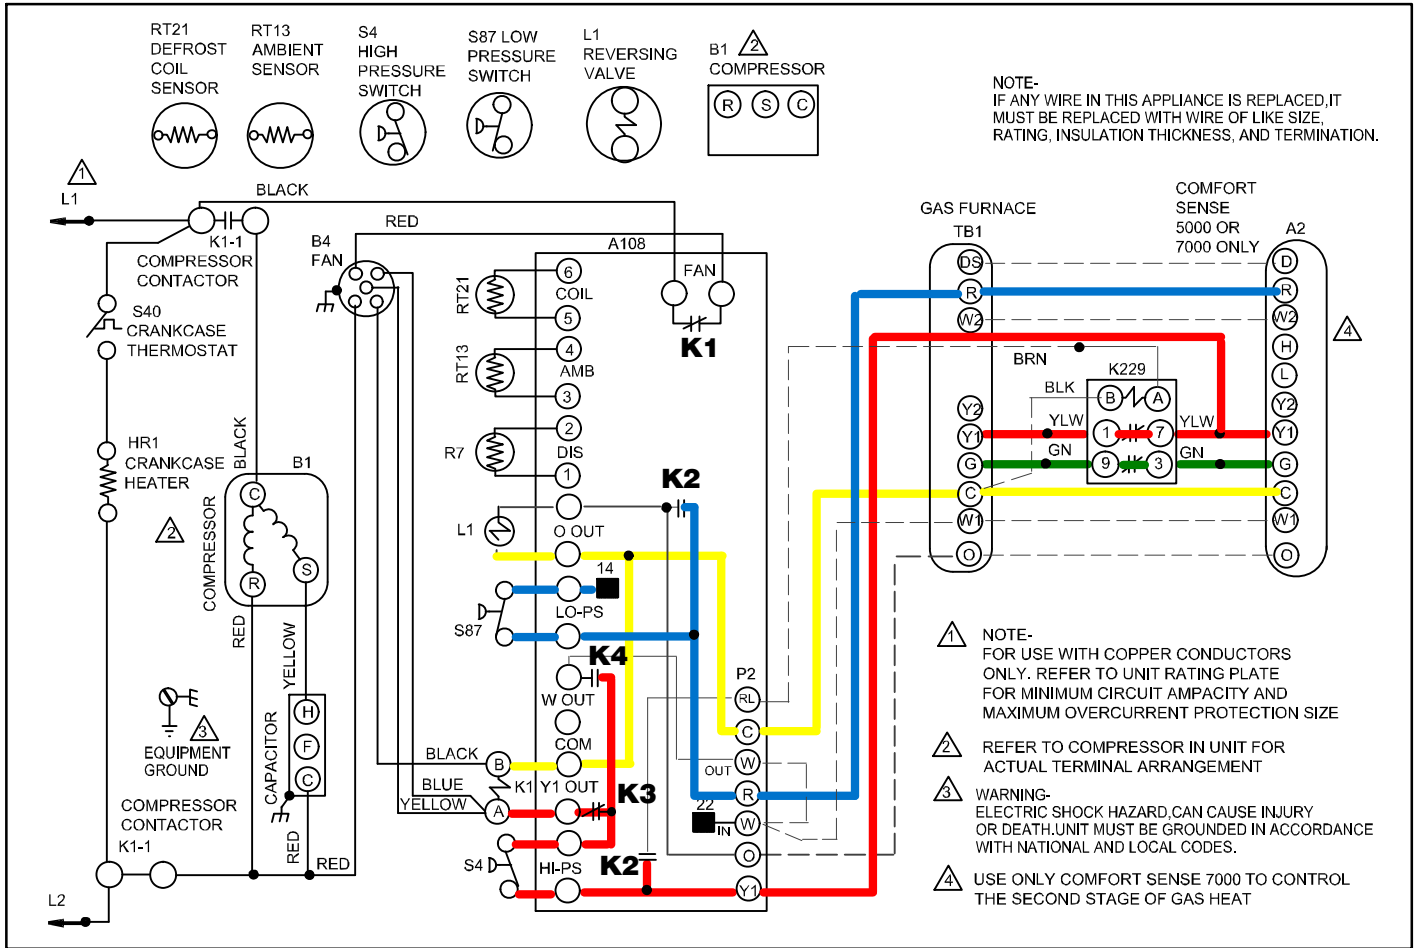 RT21
DEFROST
COIL
SENSOR
RT13
AMBIENT
SENSOR
S4
HIGH
PRESSURE
SWITCH
S87 LOW
PRESSURE
SWITCH
L1
REVERSING
VALVE
B1 2
COMPRESSOR
R S C
NOTE-
IF ANY WIRE IN THIS APPLIANCE IS REPLACED,IT
MUST BE REPLACED WITH WIRE OF LIKE SIZE,
RATING, INSULATION THICKNESS, AND TERMINATION.
1
L1
BLACK
K1-1
COMPRESSOR
CONTACTOR
S40
CRANKCASE
THERMOSTAT
HR1
CRANKCASE
HEATER
2
BLACK
B1
COMPRESSOR
C
S
R
RED
YELLOW
EQUIPMENT
GROUND
3
CAPACITOR
H
F
C
RED
RED
COMPRESSOR
CONTACTOR
K1-1
L2
RED
B4
FAN
BLACK
BLUE
YELLOW
A108
FAN
K1
RT21
6
COIL
5
RT13
4
AMB
3
R7
2
DIS
1
K2
L1
O OUT
14
LO-PS
S87
K4
W OUT
COM
B
K1
Y1 OUT
A
K3
S4
HI-PS
K2
P2
RL
C
W
OUT
R
22
W
IN
O
Y1
GAS FURNACE
TB1
DS
R
W2
Y2
Y1
G
C
W1
O
BRN
BLK
K229
B A
YLW
1 7
YLW
GN
9 3
GN
COMFORT
SENSE
5000 OR
7000 ONLY
A2
D
R
W2
H
L
Y2
Y1
G
C
W1
O
4
1 NOTE-
FOR USE WITH COPPER CONDUCTORS
ONLY. REFER TO UNIT RATING PLATE
FOR MINIMUM CIRCUIT AMPACITY AND
MAXIMUM OVERCURRENT PROTECTION SIZE
2 REFER TO COMPRESSOR IN UNIT FOR
ACTUAL TERMINAL ARRANGEMENT
3 WARNING-
ELECTRIC SHOCK HAZARD,CAN CAUSE INJURY
OR DEATH.UNIT MUST BE GROUNDED IN ACCORDANCE
WITH NATIONAL AND LOCAL CODES.
4 USE ONLY COMFORT SENSE 7000 TO CONTROL
THE SECOND STAGE OF GAS HEAT